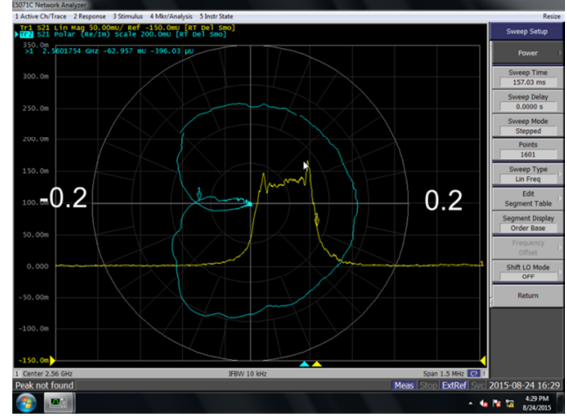 E5071C Network Analyzer
1 Active Ch/Trace 2 Response 3 Stimulus 4 Mkr/Analysis 5 Instr State
Resize
Tr1 S21 Lin Mag 50.00mU/ Ref -150.0mU [RT Del Smo]
Tr2 S21 Polar (Re/Im) Scale 200.0mU [RT Del Smo]
350.0m
>1 2.5601754 GHz -62.957 mU -396.03 µU
300.0m
250.0m
200.0m
150.0m
100.0m
50.00m
0.000
-50.00m
-100.0m
-150.0m
-0.2
0.2
1
1 Center 2.56 GHz
IFBW 10 kHz
Span 1.5 MHz
Sweep Setup
Power
Sweep Time
157.03 ms
Sweep Delay
0.0000 s
Sweep Mode
Stepped
Points
1601
Sweep Type
Lin Freq
Edit
Segment Table
Segment Display
Order Base
Frequency
Offset
Shift LO Mode
OFF
Return
Peak not found
Meas Stop ExtRef Svc 2015-08-24 16:29
4:29 PM
8/24/2015